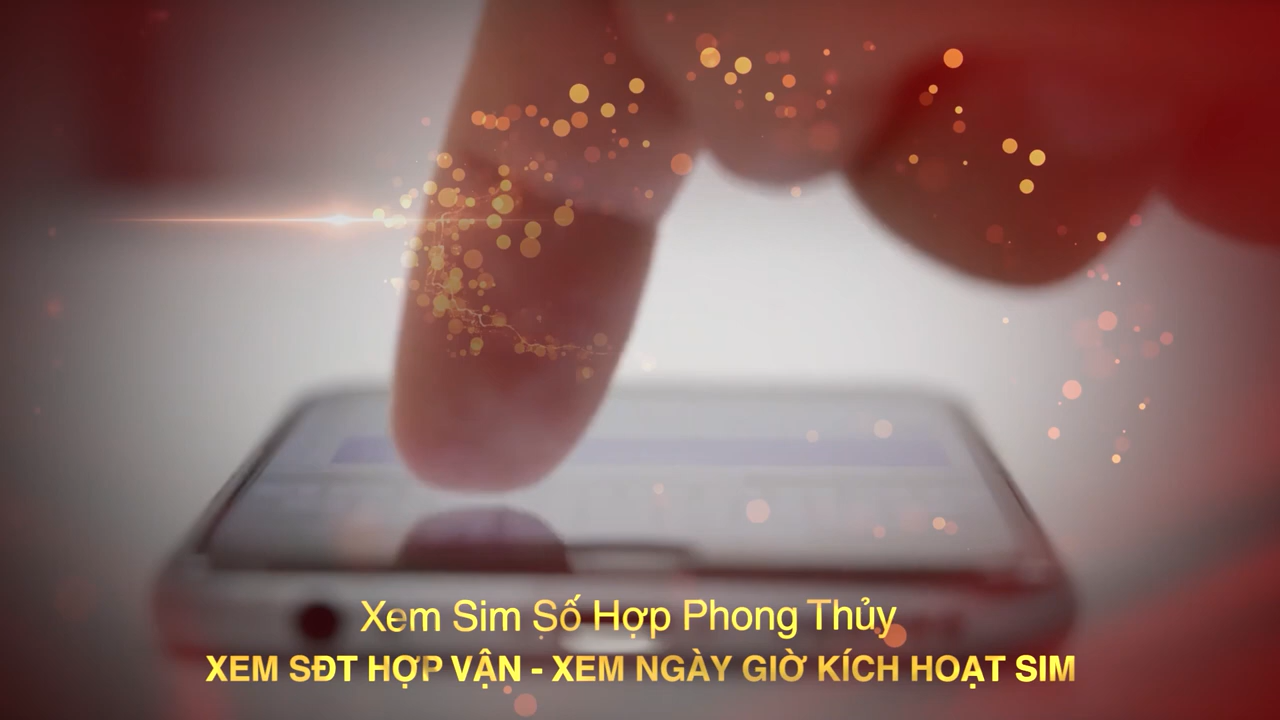 Xem Sim Số Hợp Phong Thủy
XEM SĐT HỢP VẬN - XEM NGÀY GIỜ KÍCH HOẠT SIM